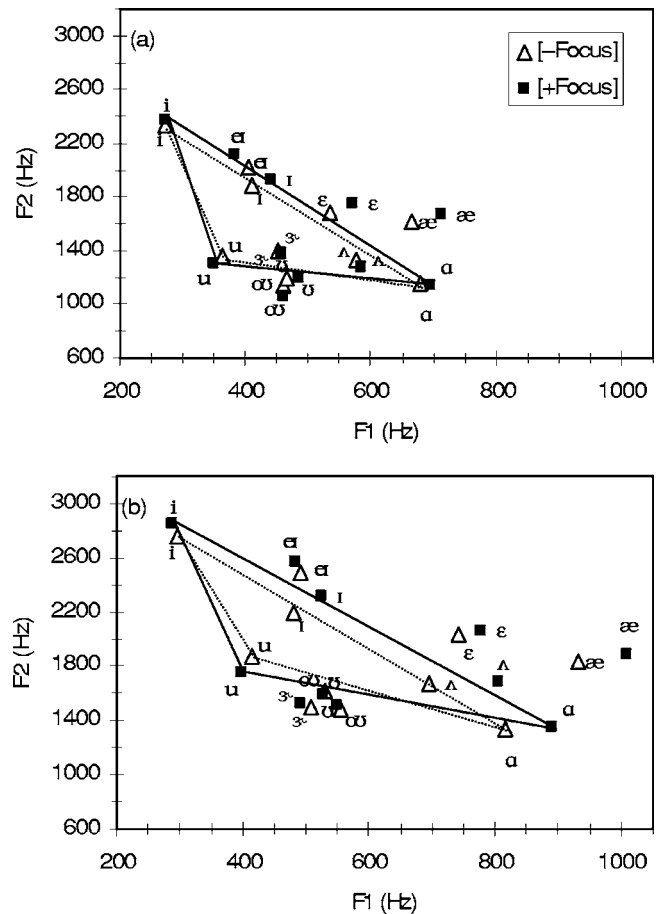 (a)
△ [−Focus]
■ [+Focus]
3000
2600
2200
1800
1400
1000
600
F2 (Hz)
i
i
eɪ
eɪ
ɪ
ɪ
ɛ
ɛ
æ
æ
u
u
ɝ
ɝ
ʊ
ʊ
ʌ
ʌ
oʊ
oʊ
ɑ
ɑ
200 400 600 800 1000
F1 (Hz)
(b)
3000
2600
2200
1800
1400
1000
600
F2 (Hz)
i
i
eɪ
eɪ
ɪ
ɪ
ɛ
ɛ
æ
æ
u
u
oʊ
ʊ
ʌ
ʌ
ɝ
ɝ
ʊ
oʊ
ɑ
ɑ
200 400 600 800 1000
F1 (Hz)